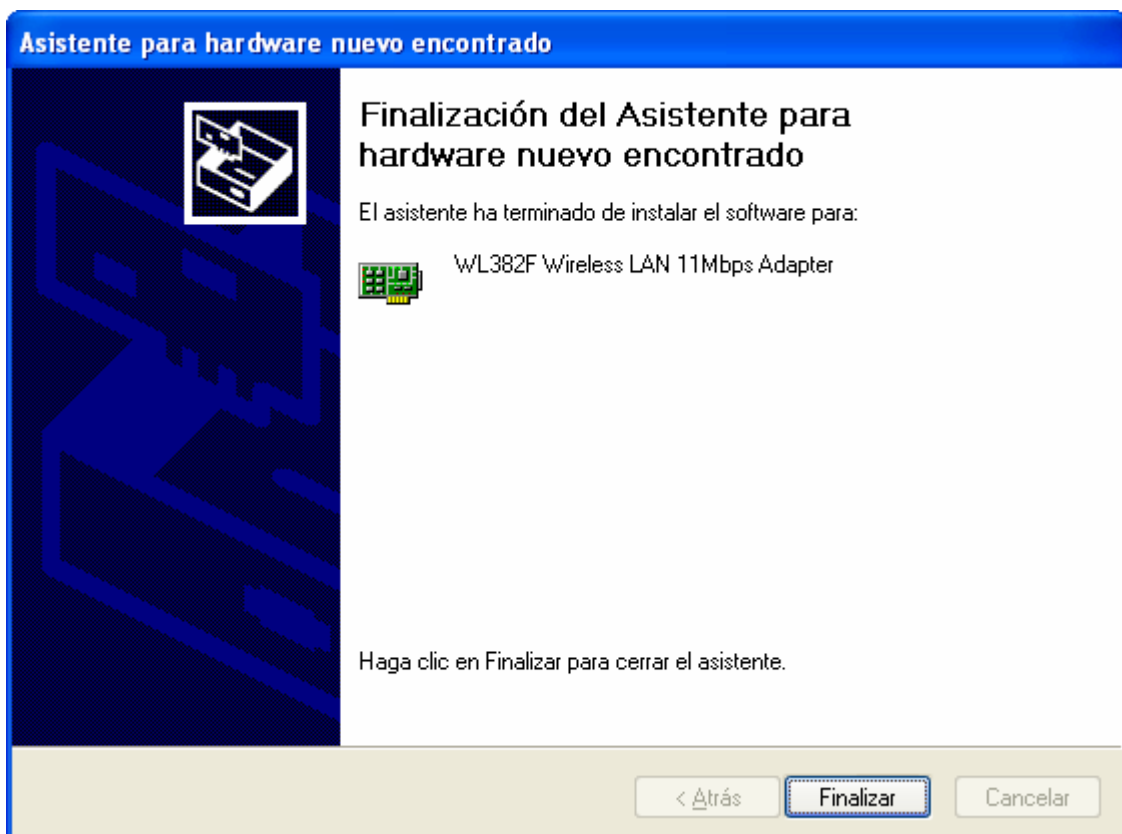 Asistente para hardware nuevo encontrado
Finalización del Asistente para
hardware nuevo encontrado
El asistente ha terminado de instalar el software para:
WL382F Wireless LAN 11Mbps Adapter
Haga clic en Finalizar para cerrar el asistente.
< Atrás Finalizar Cancelar